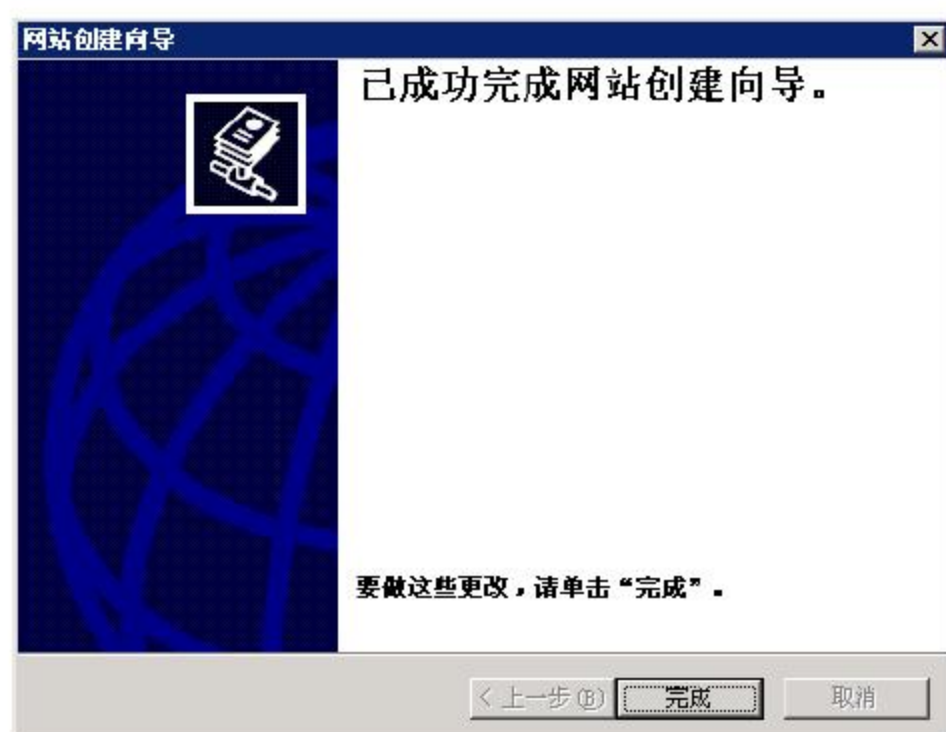 网站创建向导
已成功完成网站创建向导。
要做这些更改，请单击“完成”。
< 上一步(B)
完成
取消